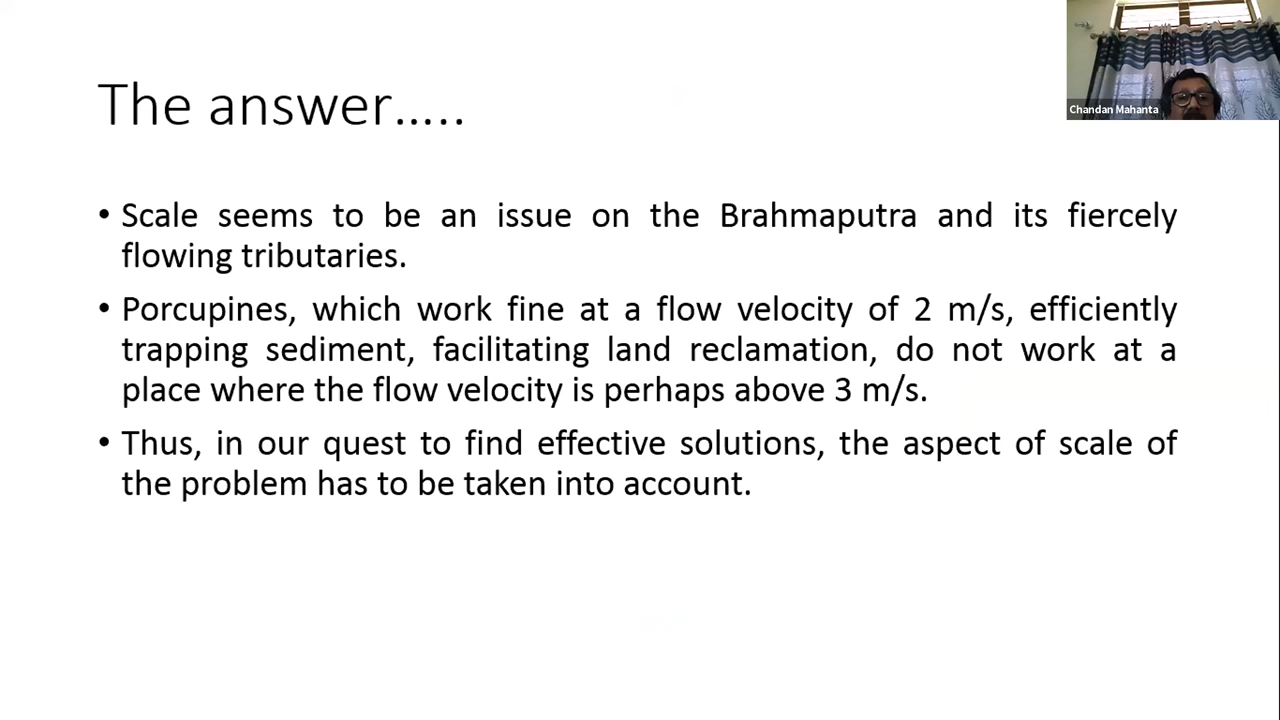 The answer…..
Chandan Mahanta
• Scale seems to be an issue on the Brahmaputra and its fiercely
flowing tributaries.
• Porcupines, which work fine at a flow velocity of 2 m/s, efficiently
trapping sediment, facilitating land reclamation, do not work at a
place where the flow velocity is perhaps above 3 m/s.
• Thus, in our quest to find effective solutions, the aspect of scale of
the problem has to be taken into account.